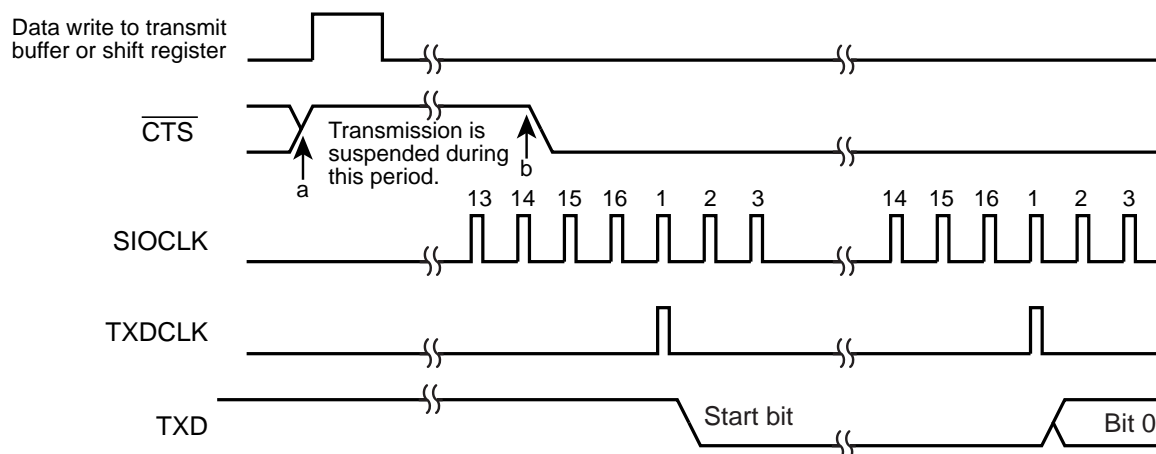 Data write to transmit
buffer or shift register
CTS
Transmission is
suspended during
this period.
a
b
13 14 15 16 1 2 3 14 15 16 1 2 3
SIOCLK
TXDCLK
TXD
Start bit
Bit 0